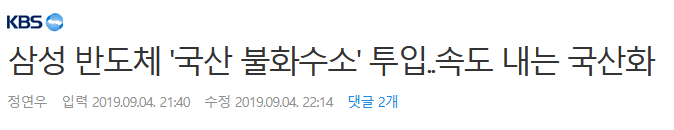 KBS
삼성 반도체 '국산 불화수소' 투입..속도 내는 국산화
정연우 입력 2019.09.04. 21:40 수정 2019.09.04. 22:14 댓글 2개